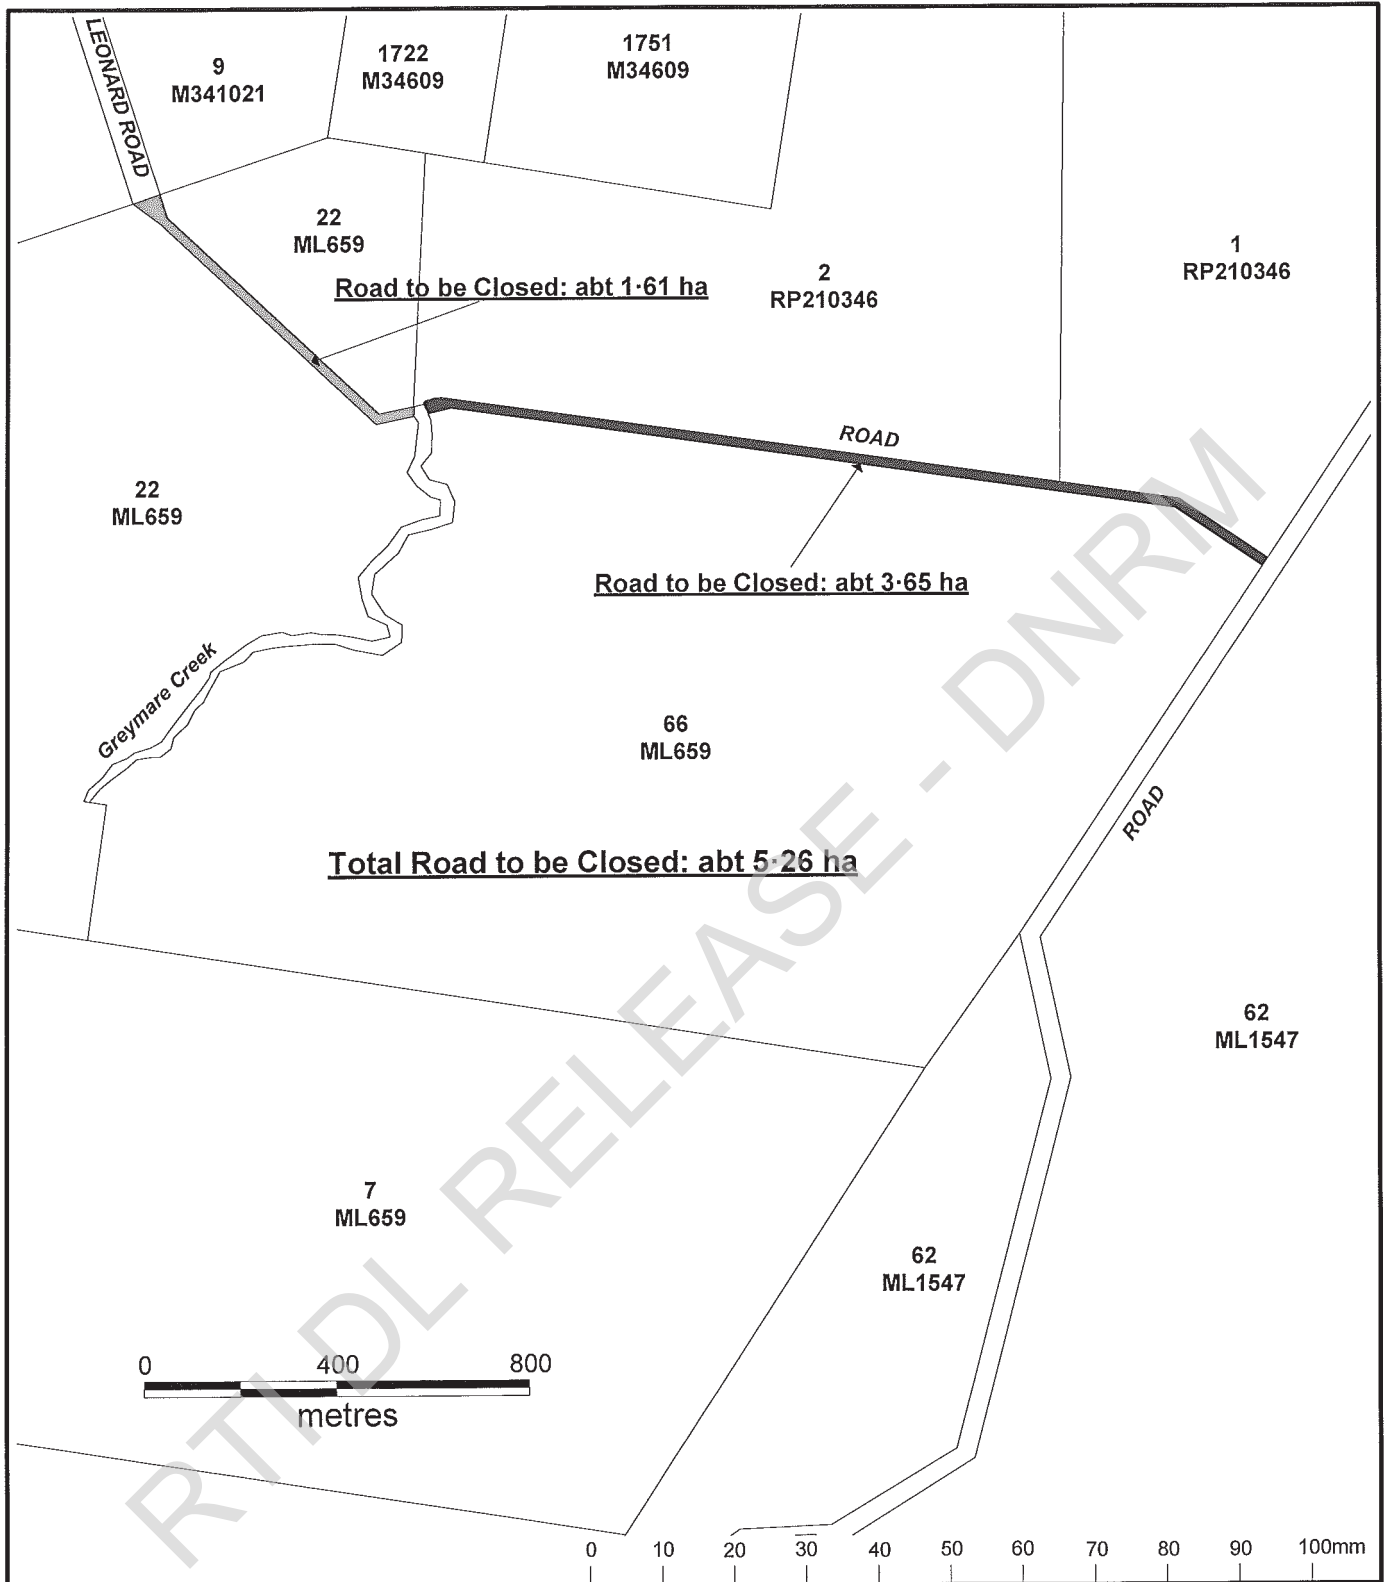 LEONARD ROAD
9
M341021
1722
M34609
1751
M34609
22
ML659
Road to be Closed: abt 1·61 ha
2
RP210346
1
RP210346
ROAD
22
ML659
Road to be Closed: abt 3·65 ha
Greymare Creek
66
ML659
ROAD
Total Road to be Closed: abt 5·26 ha
62
ML1547
7
ML659
62
ML1547
0 400 800
metres
0 10 20 30 40 50 60 70 80 90 100mm
RTI DL RELEASE - DNRM